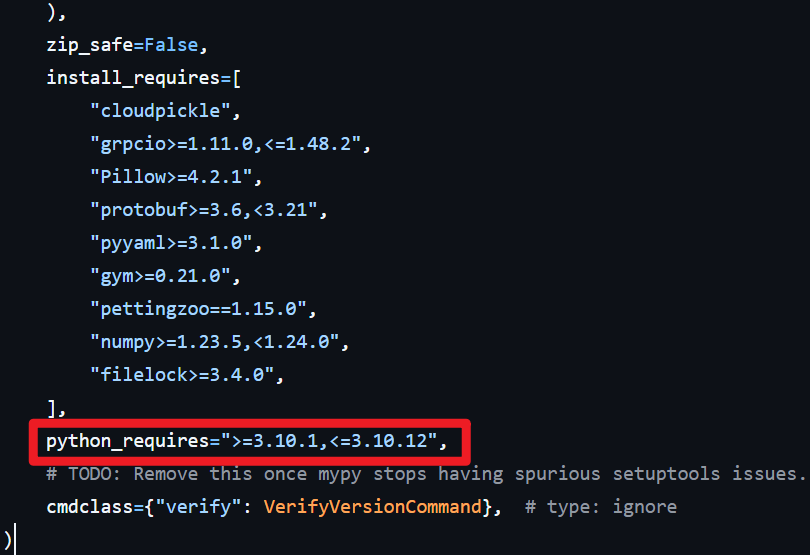 ),
zip_safe=False,
install_requires=[
"cloudpickle",
"grpcio>=1.11.0,<=1.48.2",
"Pillow>=4.2.1",
"protobuf>=3.6,<3.21",
"pyyaml>=3.1.0",
"gym>=0.21.0",
"pettingzoo==1.15.0",
"numpy>=1.23.5,<1.24.0",
"filelock>=3.4.0",
],
python_requires=">=3.10.1,<=3.10.12",
# TODO: Remove this once mypy stops having spurious setuptools issues.
cmdclass={"verify": VerifyVersionCommand},  # type: ignore
)